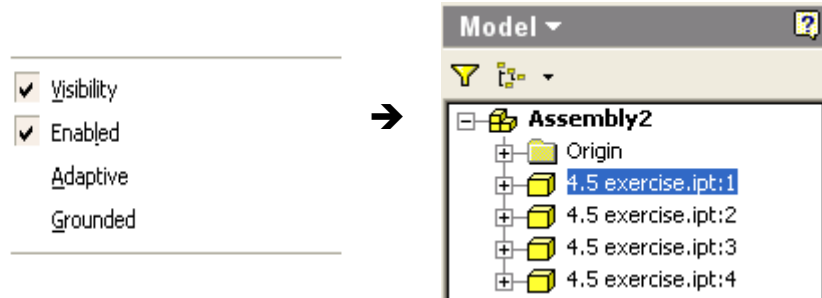 Visibility
Enabled
Adaptive
Grounded
Model
Assembly2
Origin
4.5 exercise.ipt:1
4.5 exercise.ipt:2
4.5 exercise.ipt:3
4.5 exercise.ipt:4